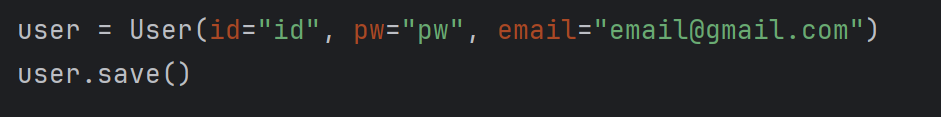 user = User(id="id", pw="pw", email="email@gmail.com")
user.save()